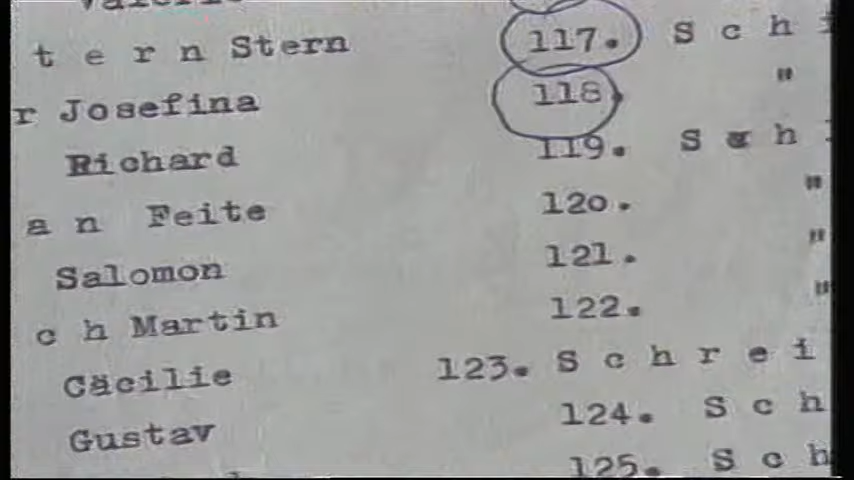 t e r n Stern 117. S c h
r Josefina 118. "
Richard 119. S c h
a n Feite 120. "
Salomon 121. "
c h Martin 122. "
Cäcilie 123. S c h r e i
Gustav 124. S c h
125. S c h